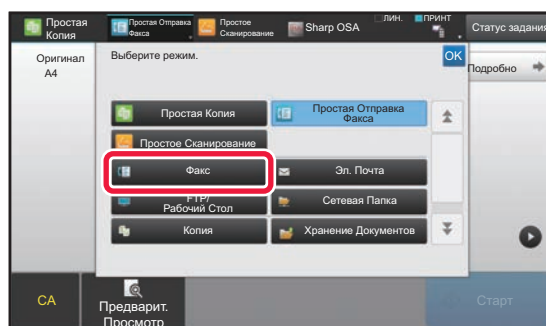 Простая
Копия
Простая Отправка
Факса
Простое
Сканирование
Sharp OSA
ЛИН.
ПРИНТ
Статус задания
Оригинал
A4
Выберите режим.
OK
Подробно
Простая Копия
Простая Отправка
Факса
Простое Сканирование
Факс
Эл. Почта
FTP/
Рабочий Стол
Сетевая Папка
Копия
Хранение Документов
CA
Предварит.
Просмотр
Старт